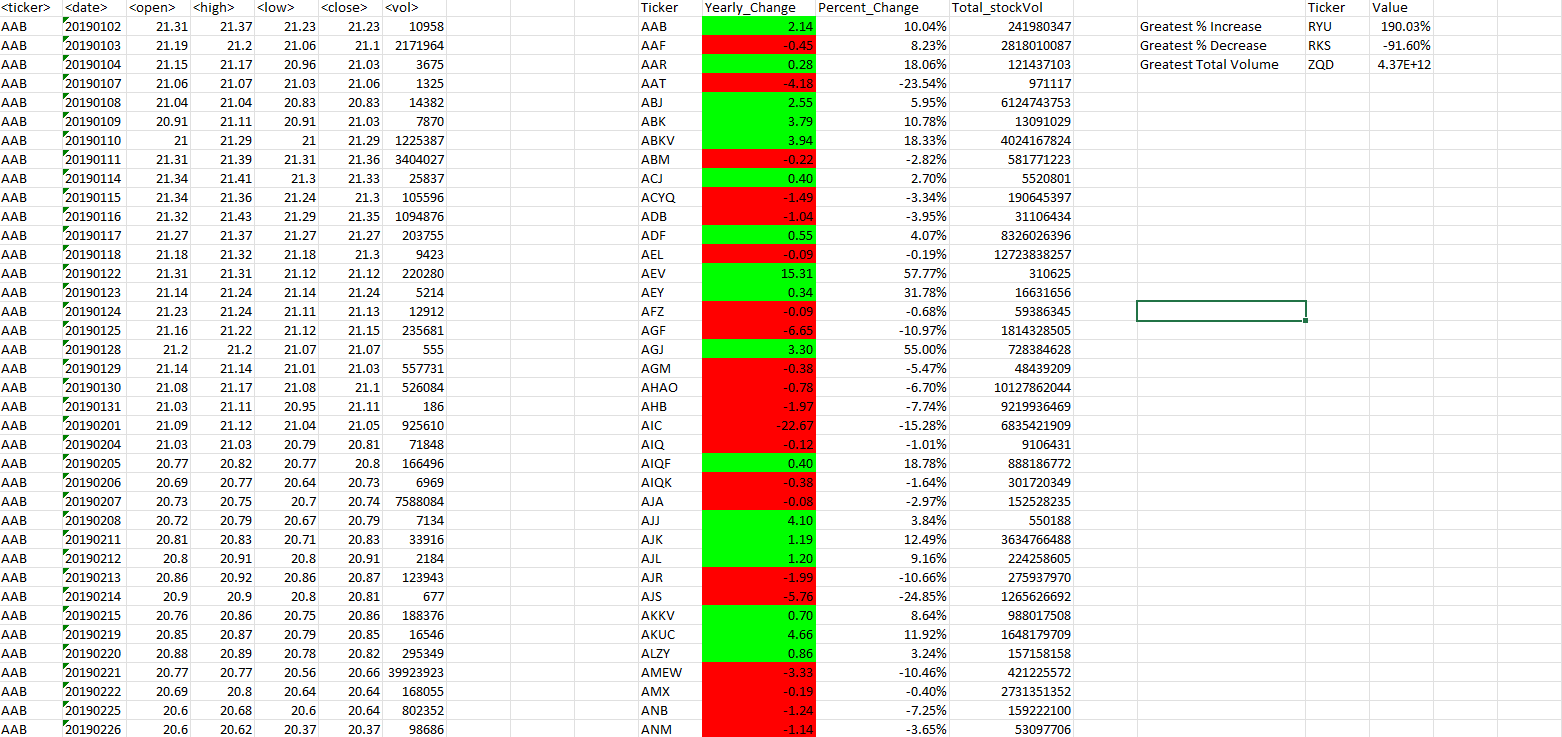 <ticker> <date> <open> <high> <low> <close> <vol> Ticker Yearly_Change Percent_Change Total_stockVol Ticker Value
AAB 20190102 21.31 21.37 21.23 21.23 10958 AAB 2.14 10.04% 241980347 Greatest % Increase RYU 190.03%
AAB 20190103 21.19 21.2 21.06 21.1 2171964 AAF -0.45 8.23% 2818010087 Greatest % Decrease RKS -91.60%
AAB 20190104 21.15 21.17 20.96 21.03 3675 AAR 0.28 18.06% 121437103 Greatest Total Volume ZQD 4.37E+12
AAB 20190107 21.06 21.07 21.03 21.06 1325 AAT -4.18 -23.54% 971117
AAB 20190108 21.04 21.04 20.83 20.83 14382 ABJ 2.55 5.95% 6124743753
AAB 20190109 20.91 21.11 20.91 21.03 7870 ABK 3.79 10.78% 13091029
AAB 20190110 21 21.29 21 21.29 1225387 ABKV 3.94 18.33% 4024167824
AAB 20190111 21.31 21.39 21.31 21.36 3404027 ABM -0.22 -2.82% 581771223
AAB 20190114 21.34 21.41 21.3 21.33 25837 ACJ 0.40 2.70% 5520801
AAB 20190115 21.34 21.36 21.24 21.3 105596 ACYQ -1.49 -3.34% 190645397
AAB 20190116 21.32 21.43 21.29 21.35 1094876 ADB -1.04 -3.95% 31106434
AAB 20190117 21.27 21.37 21.27 21.27 203755 ADF 0.55 4.07% 8326026396
AAB 20190118 21.18 21.32 21.18 21.3 9423 AEL -0.09 -0.19% 12723838257
AAB 20190122 21.31 21.31 21.12 21.12 220280 AEV 15.31 57.77% 310625
AAB 20190123 21.14 21.24 21.14 21.24 5214 AEY 0.34 31.78% 16631656
AAB 20190124 21.23 21.24 21.11 21.13 12912 AFZ -0.09 -0.68% 59386345
AAB 20190125 21.16 21.22 21.12 21.15 235681 AGF -6.65 -10.97% 1814328505
AAB 20190128 21.2 21.2 21.07 21.07 555 AGJ 3.30 55.00% 728384628
AAB 20190129 21.14 21.14 21.01 21.03 557731 AGM -0.38 -5.47% 48439209
AAB 20190130 21.08 21.17 21.08 21.1 526084 AHAO -0.78 -6.70% 10127862044
AAB 20190131 21.03 21.11 20.95 21.11 186 AHB -1.97 -7.74% 9219936469
AAB 20190201 21.09 21.12 21.04 21.05 925610 AIC -22.67 -15.28% 6835421909
AAB 20190204 21.03 21.03 20.79 20.81 71848 AIQ -0.12 -1.01% 9106431
AAB 20190205 20.77 20.82 20.77 20.8 166496 AIQF 0.40 18.78% 888186772
AAB 20190206 20.69 20.77 20.64 20.73 6969 AIQK -0.38 -1.64% 301720349
AAB 20190207 20.73 20.75 20.7 20.74 7588084 AJA -0.08 -2.97% 152528235
AAB 20190208 20.72 20.79 20.67 20.79 7134 AJJ 4.10 3.84% 550188
AAB 20190211 20.81 20.83 20.71 20.83 33916 AJK 1.19 12.49% 3634766488
AAB 20190212 20.8 20.91 20.8 20.91 2184 AJL 1.20 9.16% 224258605
AAB 20190213 20.86 20.92 20.86 20.87 123943 AJR -1.99 -10.66% 275937970
AAB 20190214 20.9 20.9 20.8 20.81 677 AJS -5.76 -24.85% 1265626692
AAB 20190215 20.76 20.86 20.75 20.86 188376 AKKV 0.70 8.64% 988017508
AAB 20190219 20.85 20.87 20.79 20.85 16546 AKUC 4.66 11.92% 1648179709
AAB 20190220 20.88 20.89 20.78 20.82 295349 ALZY 0.86 3.24% 157158158
AAB 20190221 20.77 20.77 20.56 20.66 39923923 AMEW -3.33 -10.46% 421225572
AAB 20190222 20.69 20.8 20.64 20.64 168055 AMX -0.19 -0.40% 2731351352
AAB 20190225 20.6 20.68 20.6 20.64 802352 ANB -1.24 -7.25% 159222100
AAB 20190226 20.6 20.62 20.37 20.37 98686 ANM -1.14 -3.65% 53097706